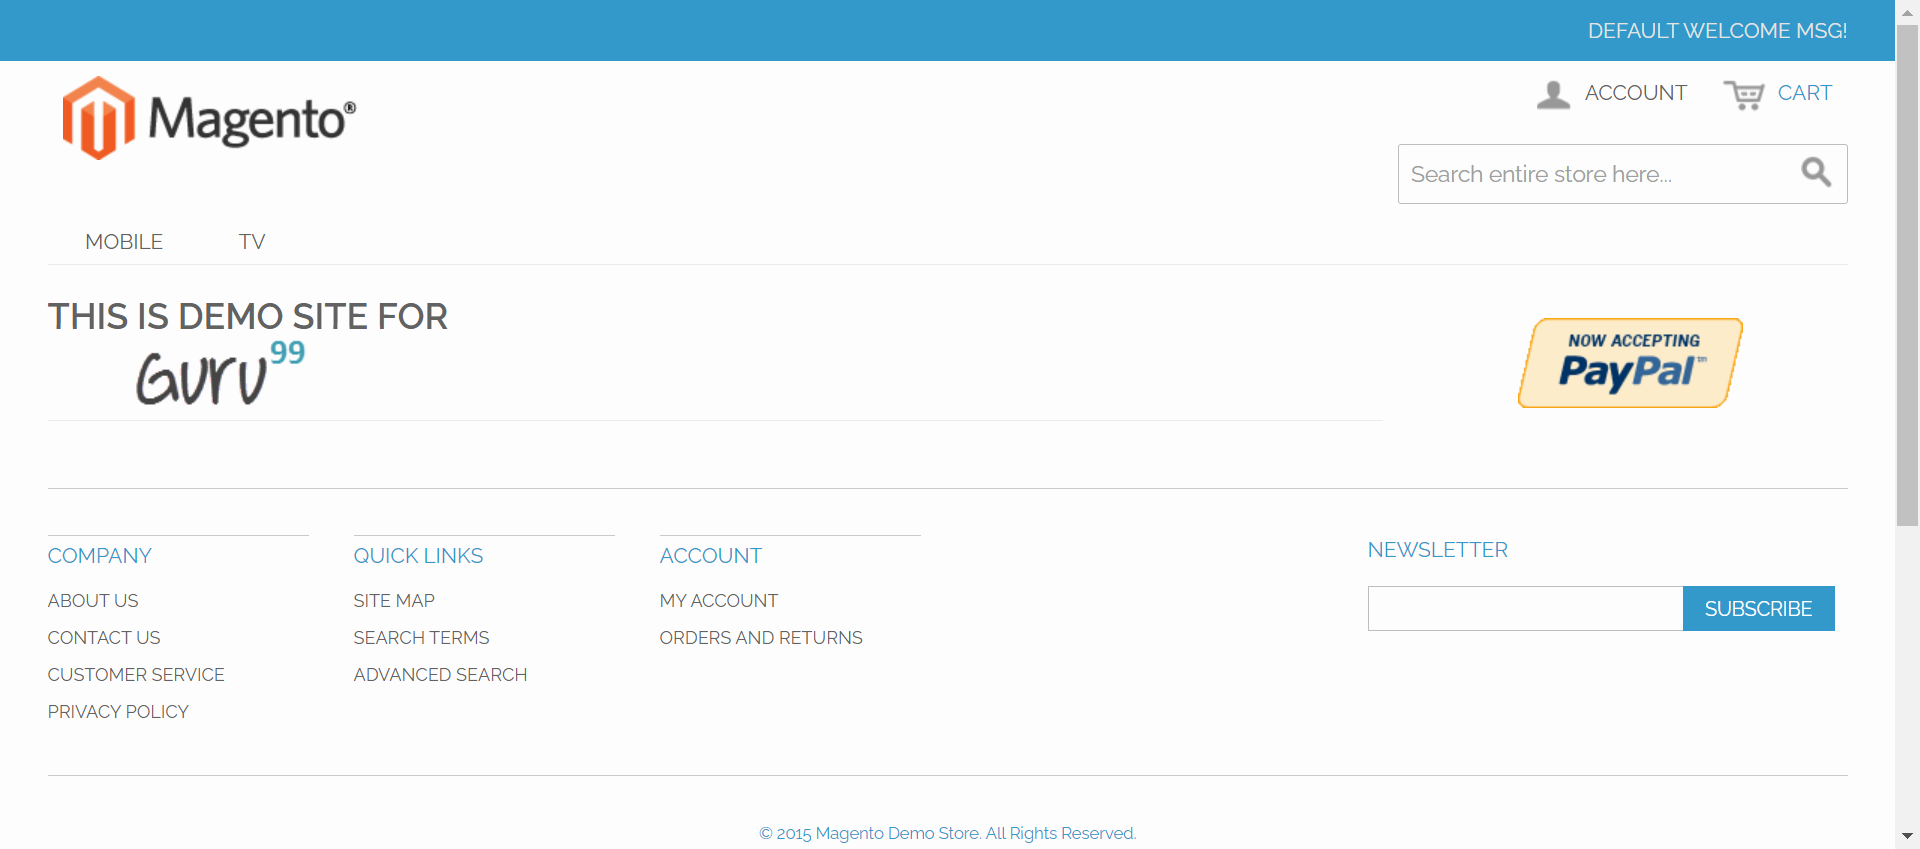 DEFAULT WELCOME MSG!
Magento®
ACCOUNT
CART
Search entire store here...
MOBILE
TV
THIS IS DEMO SITE FOR
Guru99
NOW ACCEPTING
PayPal™
COMPANY
ABOUT US
CONTACT US
CUSTOMER SERVICE
PRIVACY POLICY
QUICK LINKS
SITE MAP
SEARCH TERMS
ADVANCED SEARCH
ACCOUNT
MY ACCOUNT
ORDERS AND RETURNS
NEWSLETTER
SUBSCRIBE
© 2015 Magento Demo Store. All Rights Reserved.